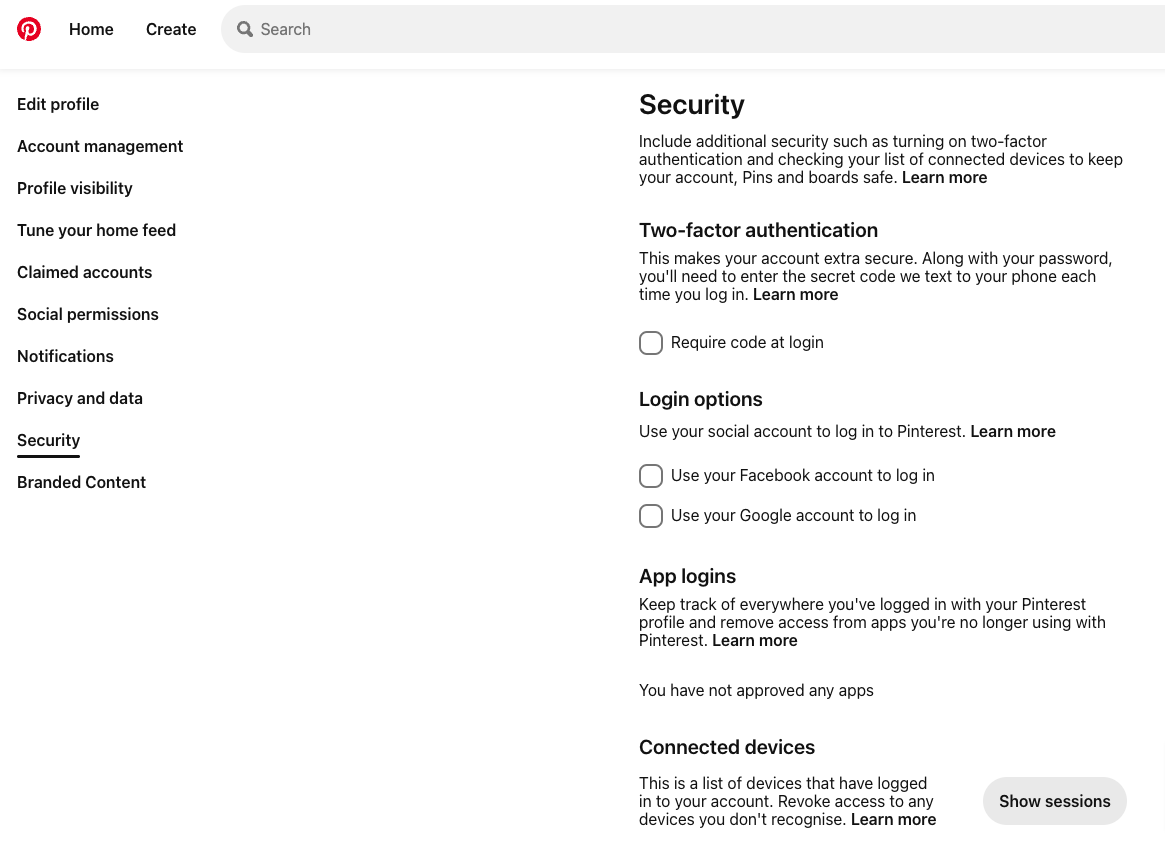 Home
Create
Search
Edit profile
Account management
Profile visibility
Tune your home feed
Claimed accounts
Social permissions
Notifications
Privacy and data
Security
Branded Content
Security
Include additional security such as turning on two-factor
authentication and checking your list of connected devices to keep
your account, Pins and boards safe. Learn more
Two-factor authentication
This makes your account extra secure. Along with your password,
you'll need to enter the secret code we text to your phone each
time you log in. Learn more
Require code at login
Login options
Use your social account to log in to Pinterest. Learn more
Use your Facebook account to log in
Use your Google account to log in
App logins
Keep track of everywhere you've logged in with your Pinterest
profile and remove access from apps you're no longer using with
Pinterest. Learn more
You have not approved any apps
Connected devices
This is a list of devices that have logged
in to your account. Revoke access to any
devices you don't recognise. Learn more
Show sessions